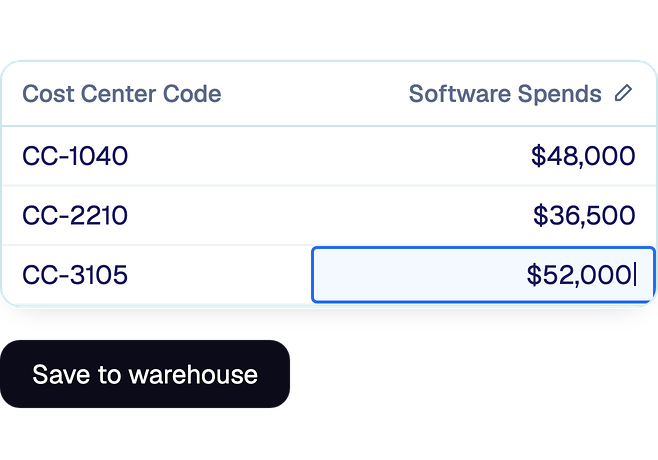 Cost Center Code Software Spends
CC-1040 $48,000
CC-2210 $36,500
CC-3105 $52,000
Save to warehouse